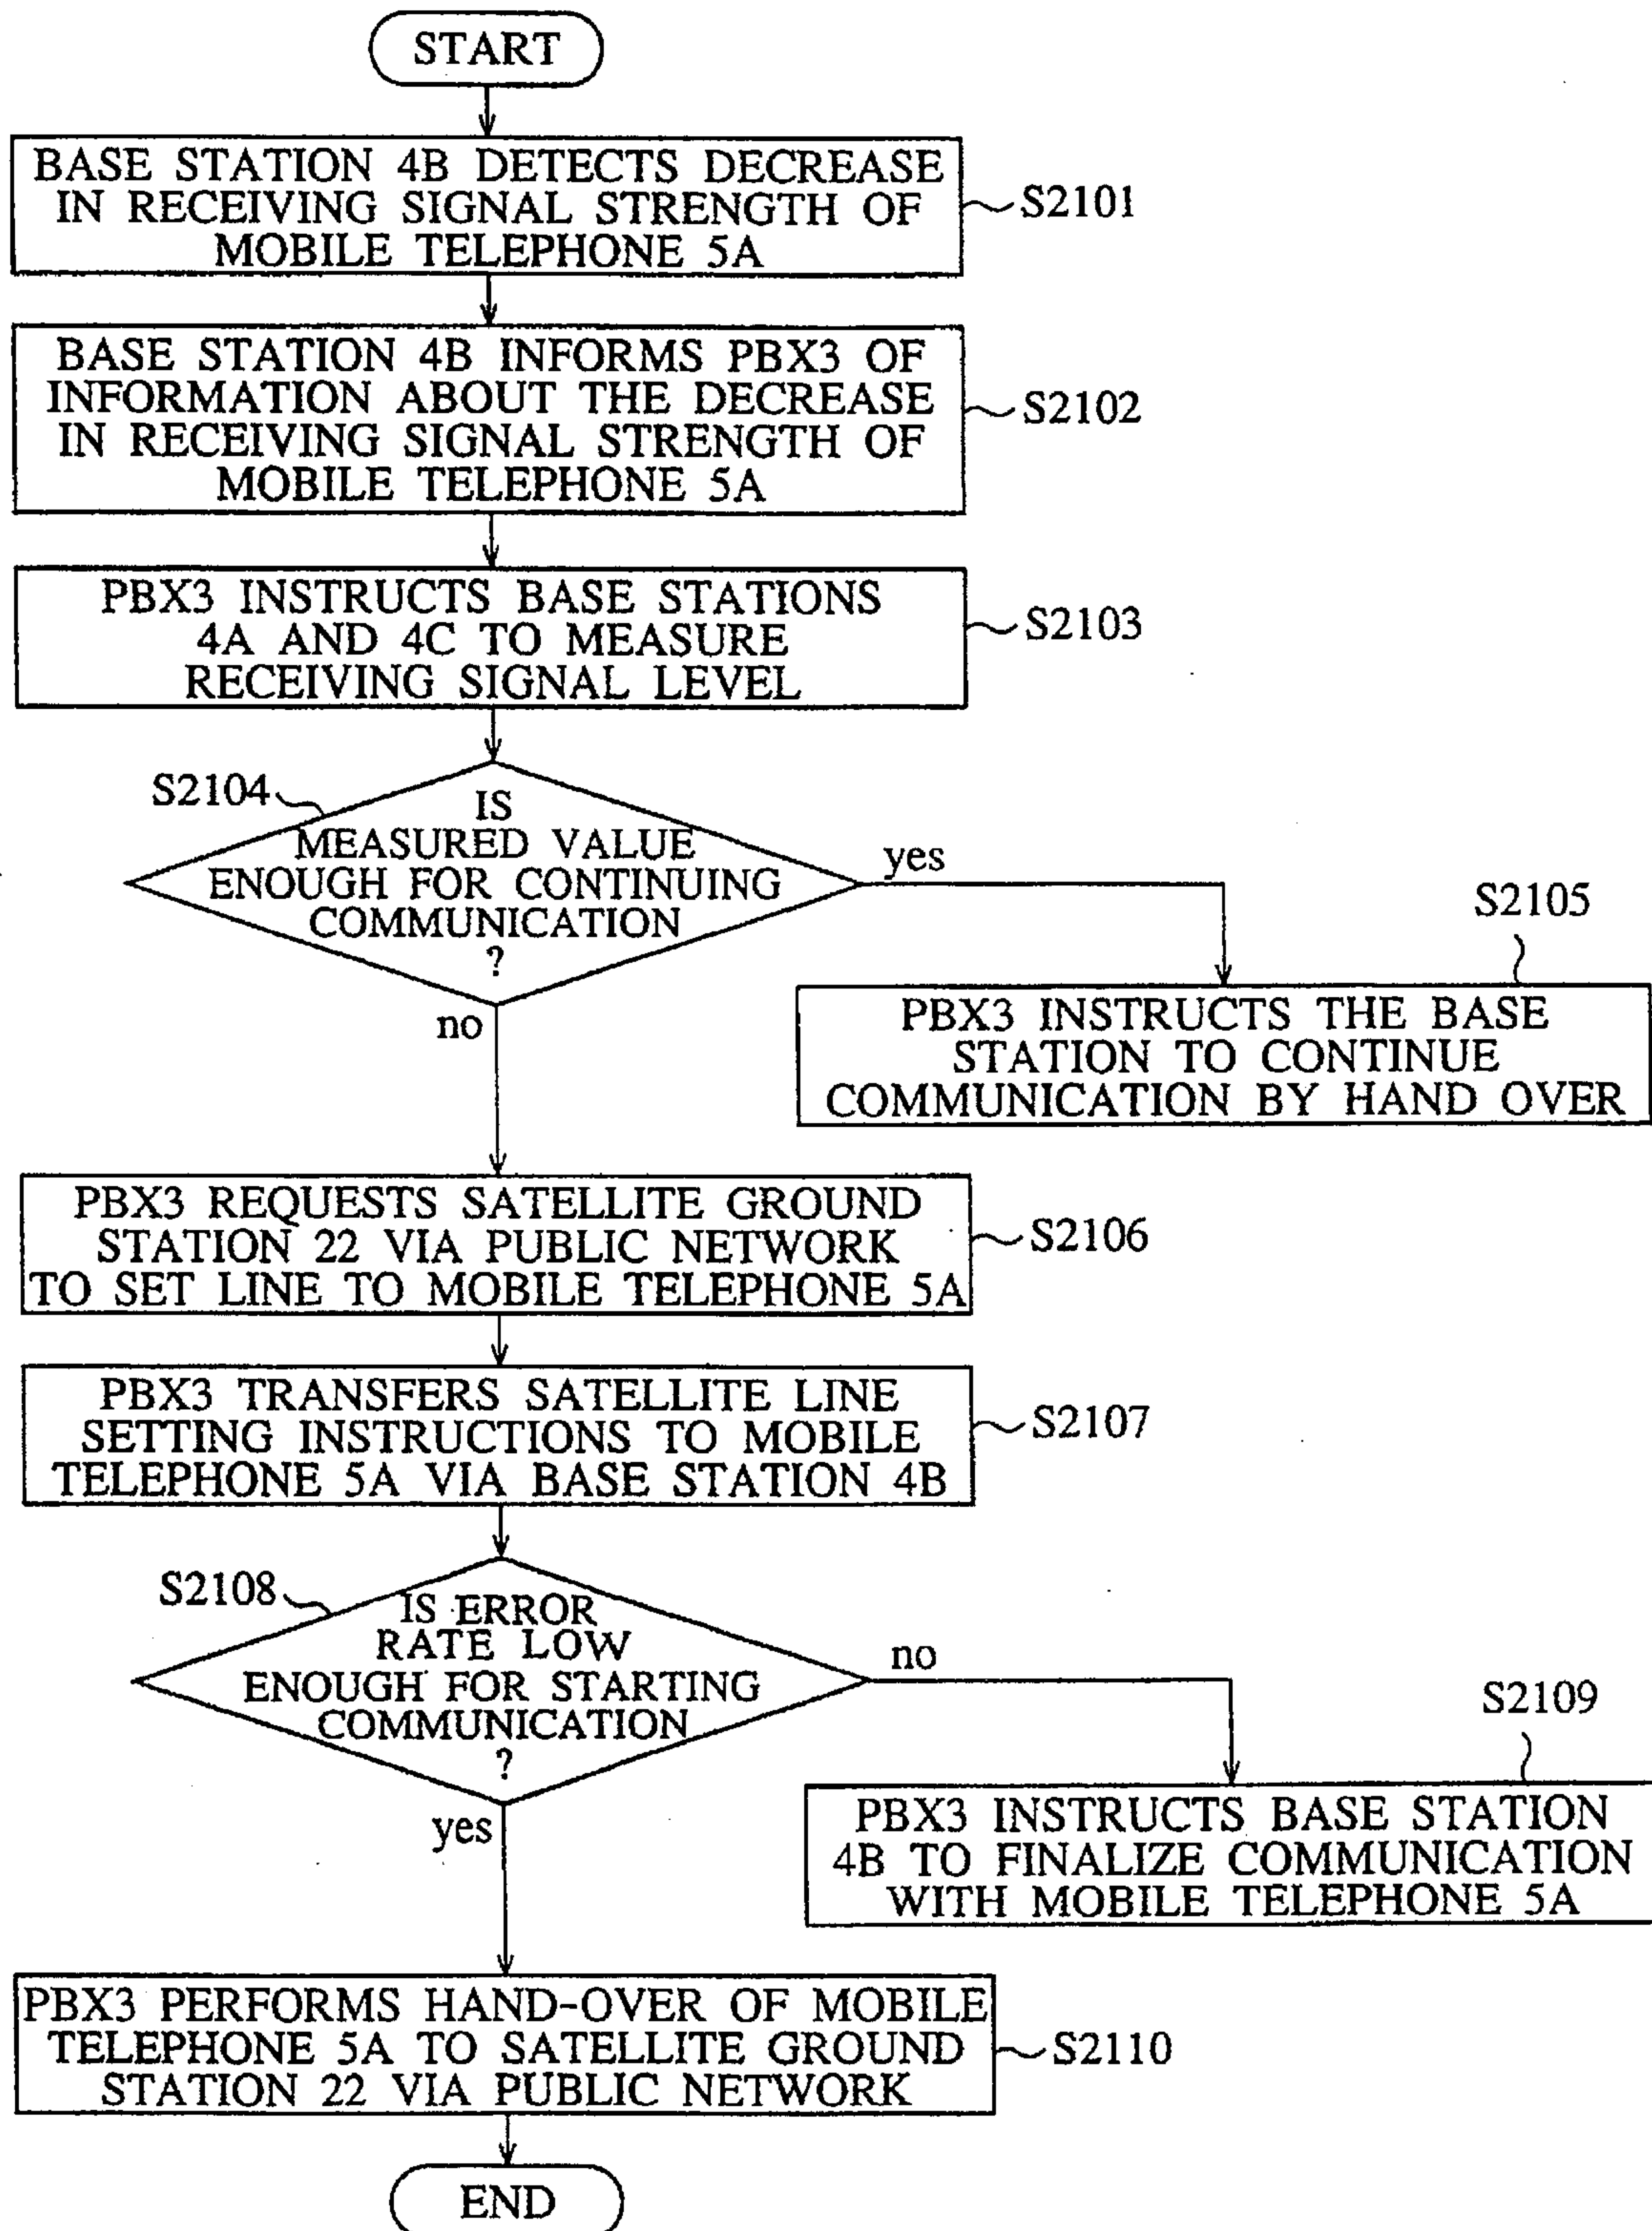 START
BASE STATION 4B DETECTS DECREASE
IN RECEIVING SIGNAL STRENGTH OF
MOBILE TELEPHONE 5A
S2101
BASE STATION 4B INFORMS PBX3 OF
INFORMATION ABOUT THE DECREASE
IN RECEIVING SIGNAL STRENGTH OF
MOBILE TELEPHONE 5A
S2102
PBX3 INSTRUCTS BASE STATIONS
4A AND 4C TO MEASURE
RECEIVING SIGNAL LEVEL
S2103
S2104
IS
MEASURED VALUE
ENOUGH FOR CONTINUING
COMMUNICATION
?
yes
no
S2105
PBX3 INSTRUCTS THE BASE
STATION TO CONTINUE
COMMUNICATION BY HAND OVER
PBX3 REQUESTS SATELLITE GROUND
STATION 22 VIA PUBLIC NETWORK
TO SET LINE TO MOBILE TELEPHONE 5A
S2106
PBX3 TRANSFERS SATELLITE LINE
SETTING INSTRUCTIONS TO MOBILE
TELEPHONE 5A VIA BASE STATION 4B
S2107
S2108
IS ERROR
RATE LOW
ENOUGH FOR STARTING
COMMUNICATION
?
no
yes
S2109
PBX3 INSTRUCTS BASE STATION
4B TO FINALIZE COMMUNICATION
WITH MOBILE TELEPHONE 5A
PBX3 PERFORMS HAND-OVER OF MOBILE
TELEPHONE 5A TO SATELLITE GROUND
STATION 22 VIA PUBLIC NETWORK
S2110
END